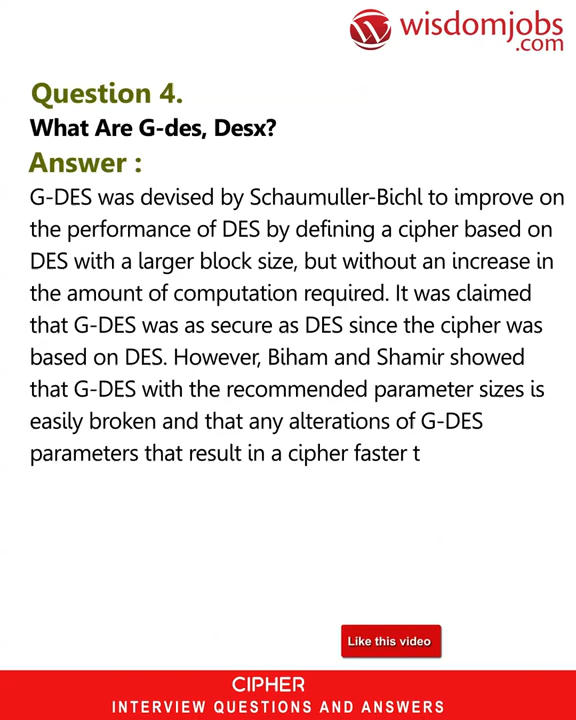 wisdomjobs
.com
Question 4.
What Are G-des, Desx?
Answer :
G-DES was devised by Schaumuller-Bichl to improve on
the performance of DES by defining a cipher based on
DES with a larger block size, but without an increase in
the amount of computation required. It was claimed
that G-DES was as secure as DES since the cipher was
based on DES. However, Biham and Shamir showed
that G-DES with the recommended parameter sizes is
easily broken and that any alterations of G-DES
parameters that result in a cipher faster t
Like this video
CIPHER
INTERVIEW QUESTIONS AND ANSWERS